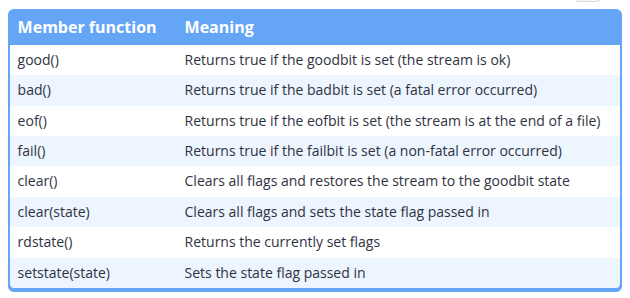 Member function Meaning
good() Returns true if the goodbit is set (the stream is ok)
bad() Returns true if the badbit is set (a fatal error occurred)
eof() Returns true if the eofbit is set (the stream is at the end of a file)
fail() Returns true if the failbit is set (a non-fatal error occurred)
clear() Clears all flags and restores the stream to the goodbit state
clear(state) Clears all flags and sets the state flag passed in
rdstate() Returns the currently set flags
setstate(state) Sets the state flag passed in